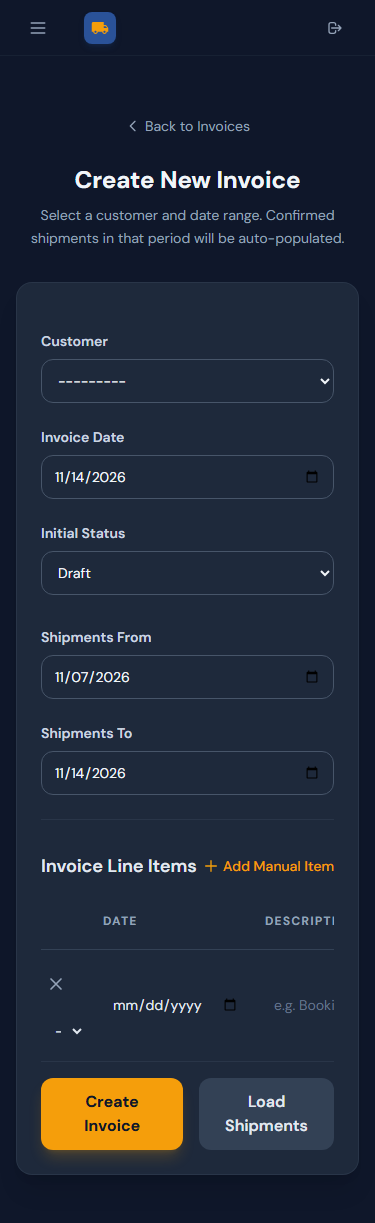 Back to Invoices
Create New Invoice
Select a customer and date range. Confirmed
shipments in that period will be auto-populated.
Customer
---------
Invoice Date
11/14/2026
Initial Status
Draft
Shipments From
11/07/2026
Shipments To
11/14/2026
Invoice Line Items + Add Manual Item
DATE DESCRIPTI
mm/dd/yyyy e.g. Booki
-
Create
Invoice
Load
Shipments